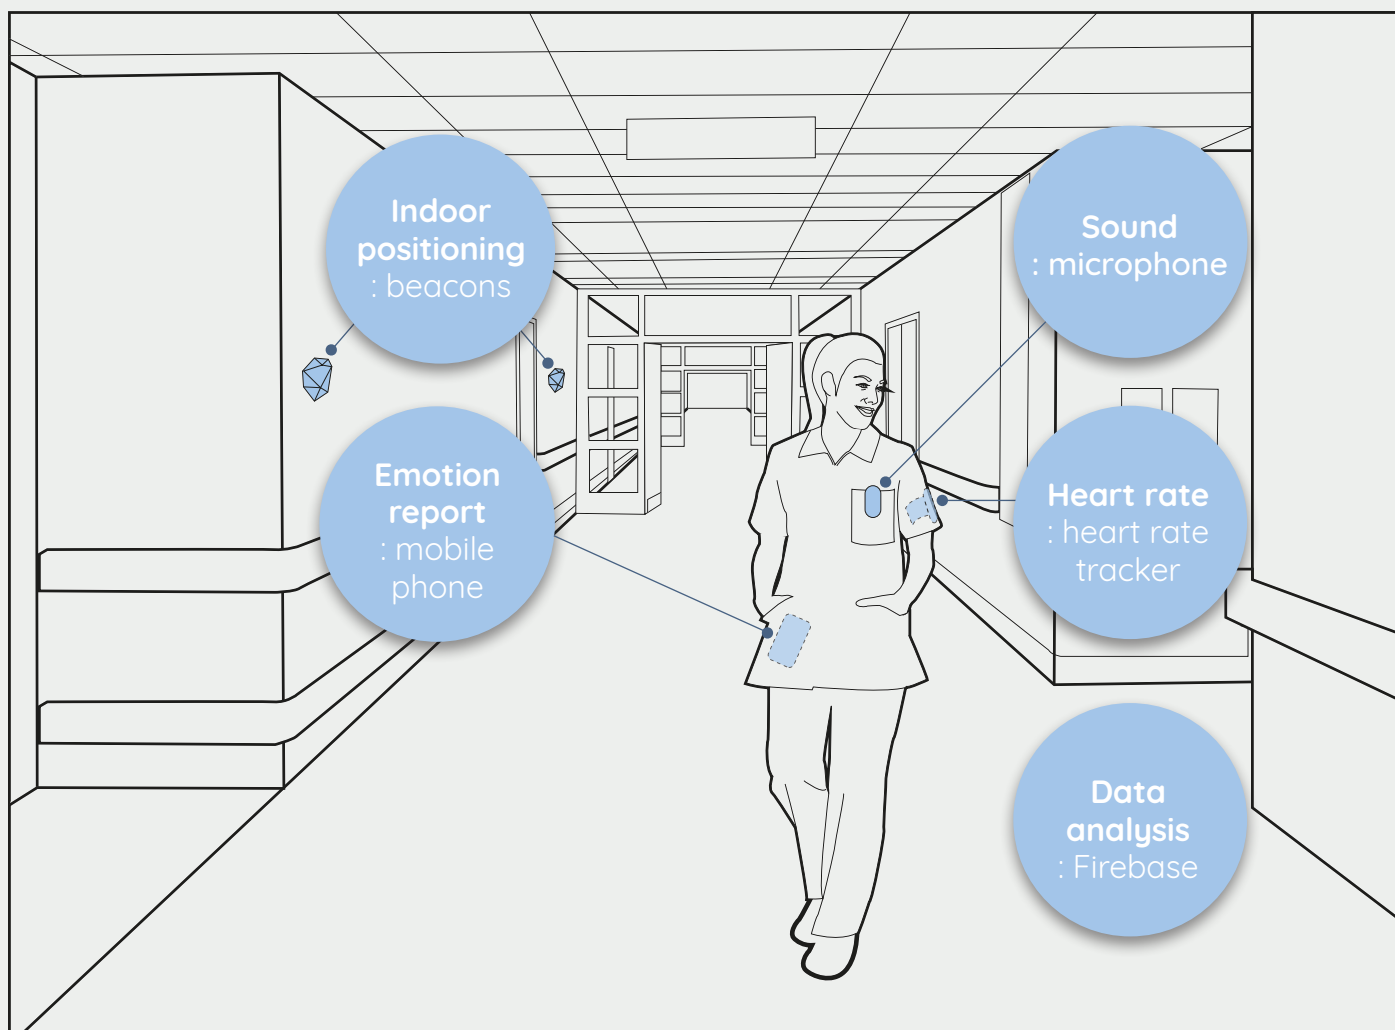 Indoor
positioning
: beacons
Sound
: microphone
Emotion
report
: mobile
phone
Heart rate
: heart rate
tracker
Data
analysis
: Firebase